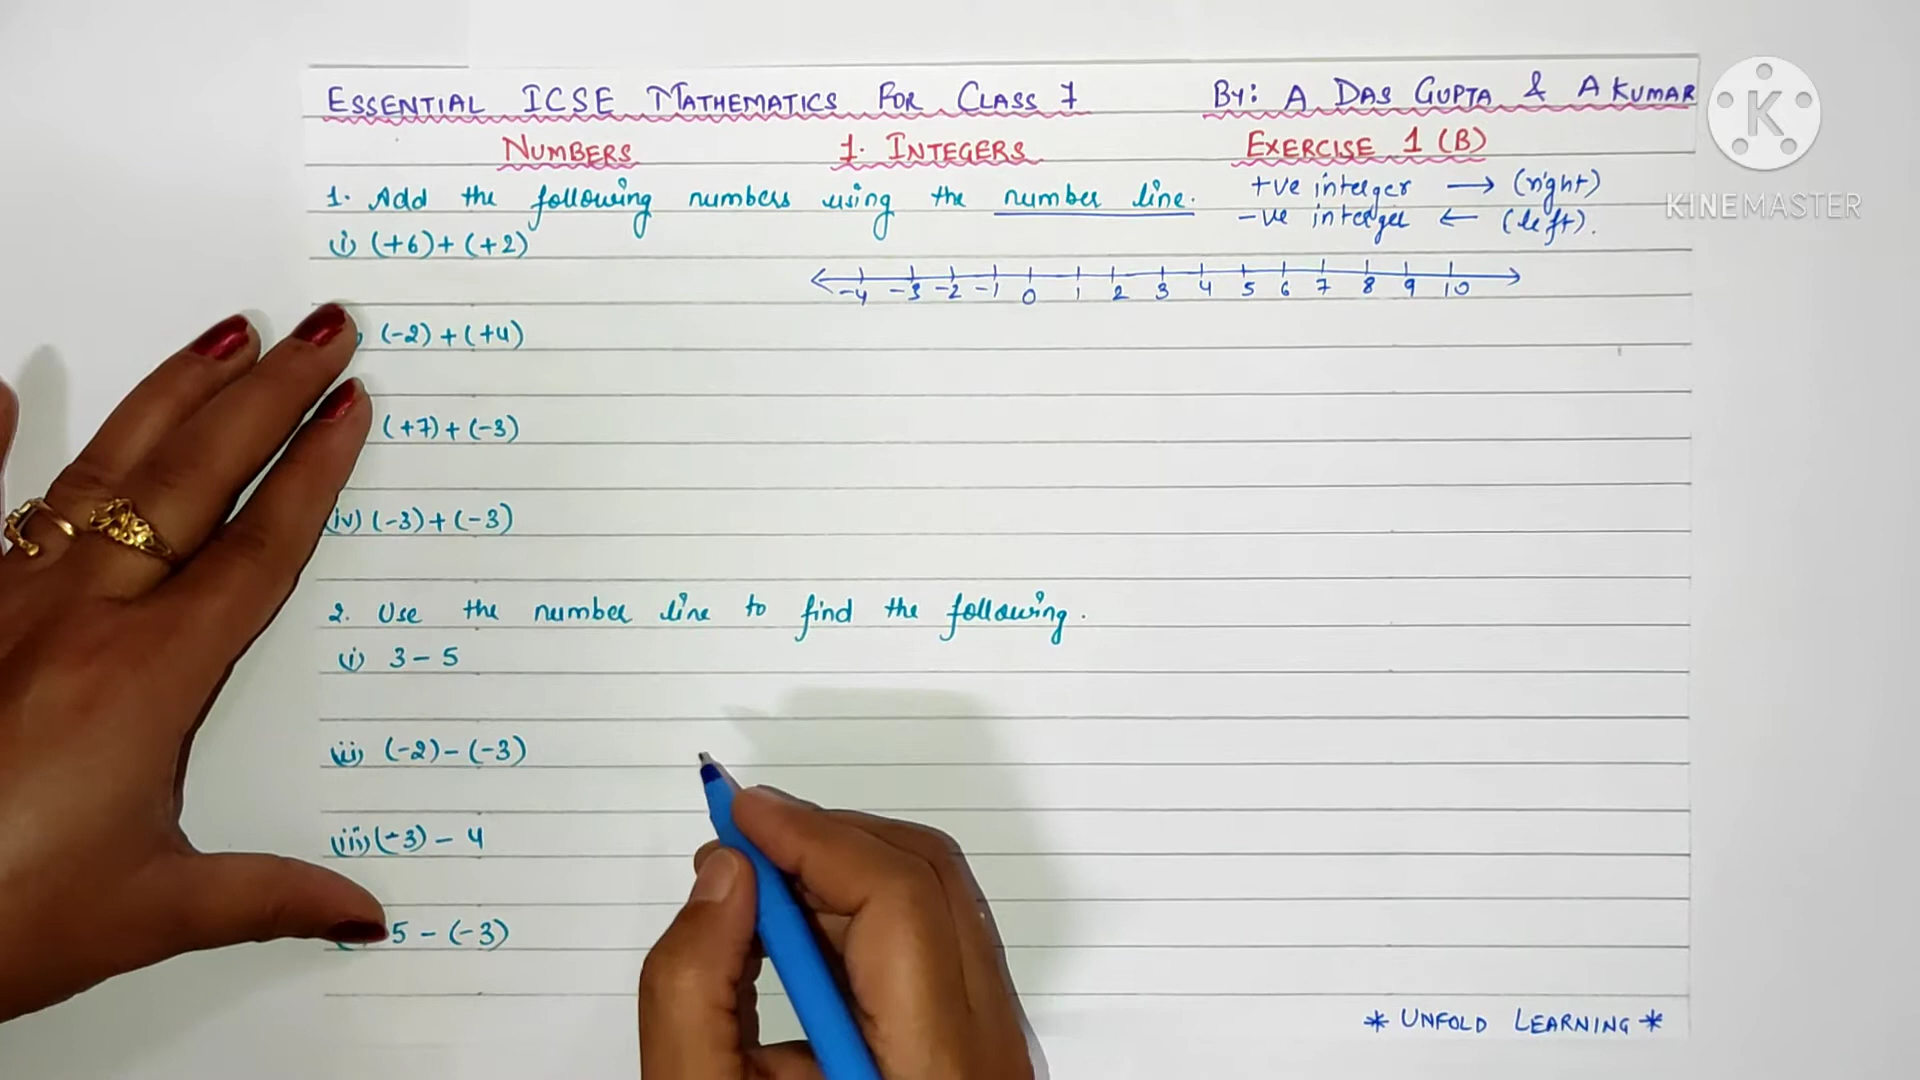 ESSENTIAL ICSE MATHEMATICS FOR CLASS 7 BY: A DAS GUPTA & A KUMAR
NUMBERS 1. INTEGERS EXERCISE 1 (B)
1. Add the following numbers using the number line. +ve interger → (right)
-ve interger ← (left).
(i) (+6) + (+2)
-4 -3 -2 -1 0 1 2 3 4 5 6 7 8 9 10
(-2) + (+4)
(+7) + (-3)
(iv) (-3) + (-3)
2. Use the number line to find the following.
(i) 3 - 5
(ii) (-2) - (-3)
(iii) (-3) - 4
5 - (-3)
* UNFOLD LEARNING *
K
KINEMASTER